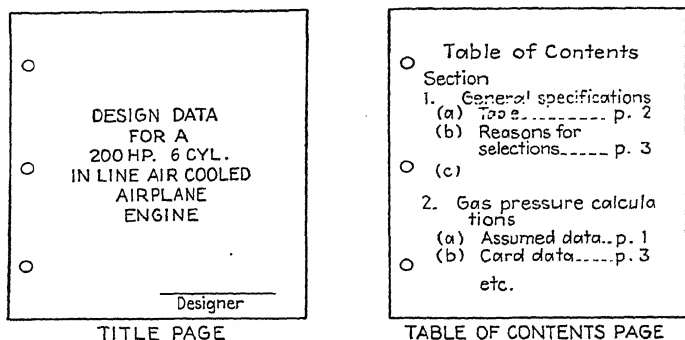 DESIGN DATA
FOR A
200 HP. 6 CYL.
IN LINE AIR COOLED
AIRPLANE
ENGINE
Designer
TITLE PAGE
Table of Contents
Section
1. General specifications
(a) Tabe........ p. 2
(b) Reasons for
selections..... p. 3
(c)
2. Gas pressure calcula
tions
(a) Assumed data.. p. 1
(b) Card data..... p. 3
etc.
TABLE OF CONTENTS PAGE